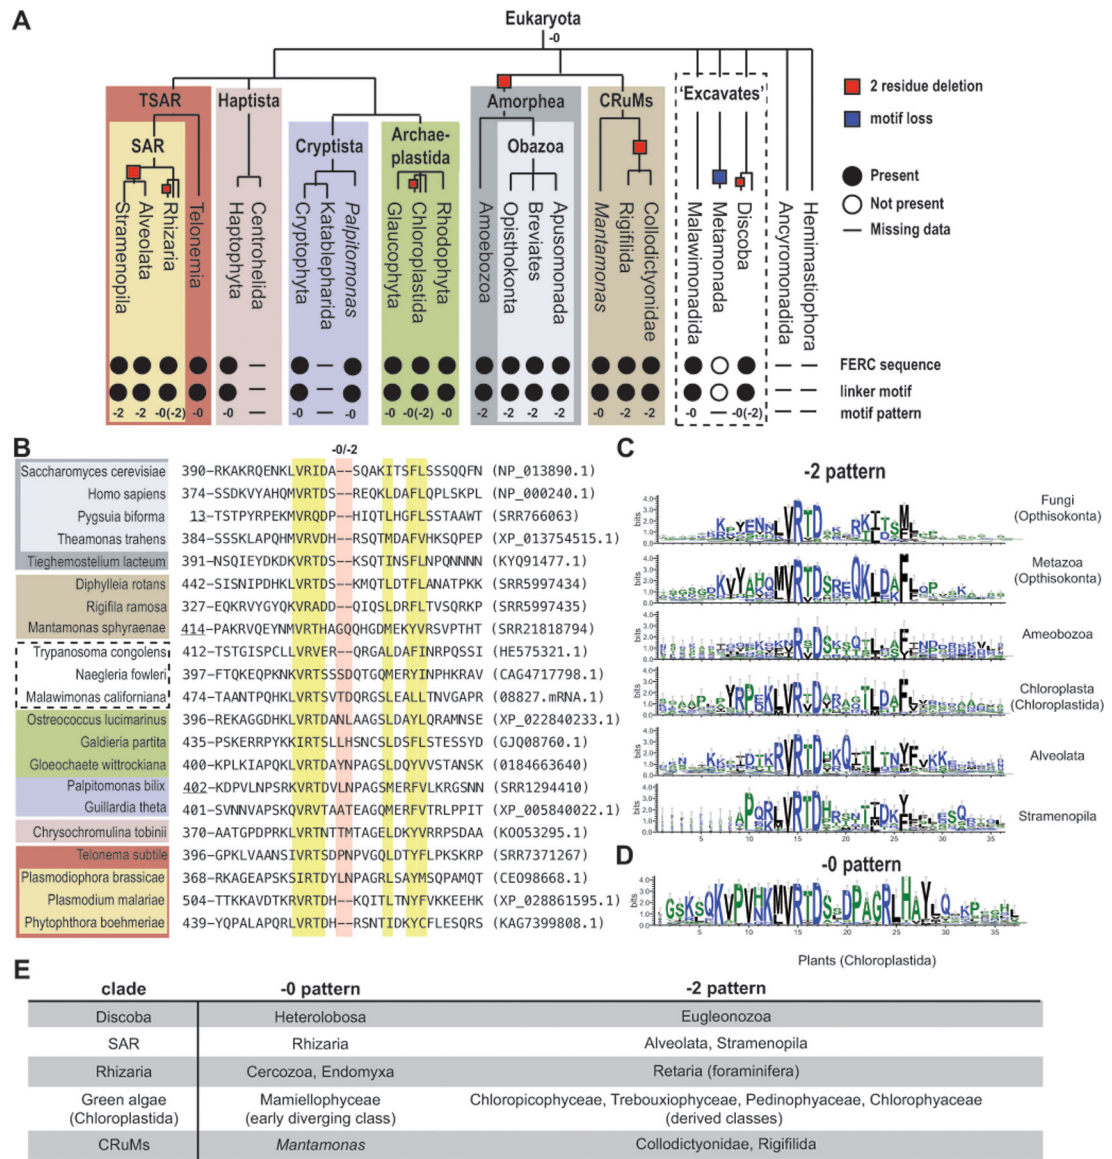 A
Eukaryota
-0
TSAR
Haptista
Amorphea
CRuMs
'Excavates'
2 residue deletion
motif loss
SAR
Cryptista
Archae-
plastida
Obazoa
Present
Not present
Missing data
Stramenopila
Alveolata
Rhizaria
Telonemia
Haptophyta
Centrohelida
Cryptophyta
Katablepharida
Palpitomonas
Glaucophyta
Chloroplastida
Rhodophyta
Amoebozoa
Opisthokonta
Breviates
Apusomonada
Mantamonas
Rigifilida
Collodictyonidae
Malavimonadida
Metamonada
Discoba
Ancyromonadida
Hemimastiophora
FERC sequence
linker motif
-2 -2 -0(-2) -0 -0 — -0 — -0 -0 -0(-2) -0 -2 -2 -2 -2 -0 -2 -2 -0 — -0(-2) — — motif pattern
B
-0/-2
Saccharomyces cerevisiae 390-RKAKRQENKLVRIDA--SQAKITSFLSSSQQFN (NP_013890.1)
Homo sapiens 374-SSDKVYAHQMVRTDS--REQKLDAFLQPLSKPL (NP_000240.1)
Pygsuia biforma 13-TSTPYRPEKMVRQDP--HIQTLHGFLSSTAAWT (SRR766063)
Theamonas trahens 384-SSSKLAPQHMVRVDH--RSQTMDAFVHKSQPEP (XP_013754515.1)
Tieghemostelium lacteum 391-NSQIEYDKDKVRTDS--KSQTINSFLNPQNNNN (KYQ91477.1)
Diphylleia rotans 442-SISNIPDHKDKVRTDS--KMQTLDTFLANATPKK (SRR5997434)
Rigifila ramosa 327-EQKRVYGYQKVRADD--QIQSLDRFLTVSQRKP (SRR5997435)
Mantamonas sphyraenae 414-PAKRVQEYNMVRTHAGQQHGDMEKYVRSVPTHT (SRR21818794)
Trypanosoma congolens 412-TSTGISPCLLVRVER--QRGALDAFINRPQSSI (HE575321.1)
Naegleria fowleri 397-FTQKEQPKNKVRTSSSDQTGQMERYINPHKRAV (CAG4717798.1)
Malawimonas californiana 474-TAANTPQHKLVRTSVTDQRGSLEALLTNVGAPR (08827.mRNA.1)
Ostreococcus lucimarinus 396-REKAGGDHKLVRTDANLAAGSLDAYLQRAMNSE (XP_022840233.1)
Galdieria partita 435-PSKERRPYKKIRTSLLHSNCSLDSFLSTESSYD (GJQ08760.1)
Gloeochaete wittrockiana 400-KPLKIAPQKLVRTDAYNPAGSLDQYVVSTANSK (0184663640)
Palpitomonas bilix 402-KDPVLNPSRKVRTDVLNPAGSMERFVLKRGSNN (SRR1294410)
Guillardia theta 401-SVNNVAPSKQVRVTAATEAGQMERFVTRLPPIT (XP_005840022.1)
Chrysochromulina tobinii 370-AATGPDPRKLVRTNTTMTAGELDKYVRRPSDAA (KOO53295.1)
Telonema subtile 396-GPKLVAANSIVRTSDPNPVGQLDTYFLPKSKRP (SRR7371267)
Plasmodiophora brassicae 368-RKAGEAPSKSIRTDYLNPAGRLSAYMSQPAMQT (CEO98668.1)
Plasmodium malariae 504-TTKKAVDTKRVRTDH--KQITLTNYFVKKEEHK (XP_028861595.1)
Phytophthora boehmeriae 439-YQPALAPQRLVRTDH--RSNTIDKYCFLESQRS (KAG7399808.1)
C
-2 pattern
Fungi
(Opthisokonta)
Metazoa
(Opthisokonta)
Ameobozoa
Chloroplasta
(Chloroplastida)
Alveolata
Stramenopila
D
-0 pattern
Plants (Chloroplastida)
E
clade -0 pattern -2 pattern
Discoba Heterolobosa Eugleonozoa
SAR Rhizaria Alveolata, Stramenopila
Rhizaria Cercozoa, Endomyxa Retaria (foraminifera)
Green algae Mamiellophyceae Chloropicophyceae, Trebouxiophyceae, Pedinophyaceae, Chlorophyaceae
(Chloroplastida) (early diverging class) (derived classes)
CRuMs Mantamonas Collodictyonidae, Rigifilida